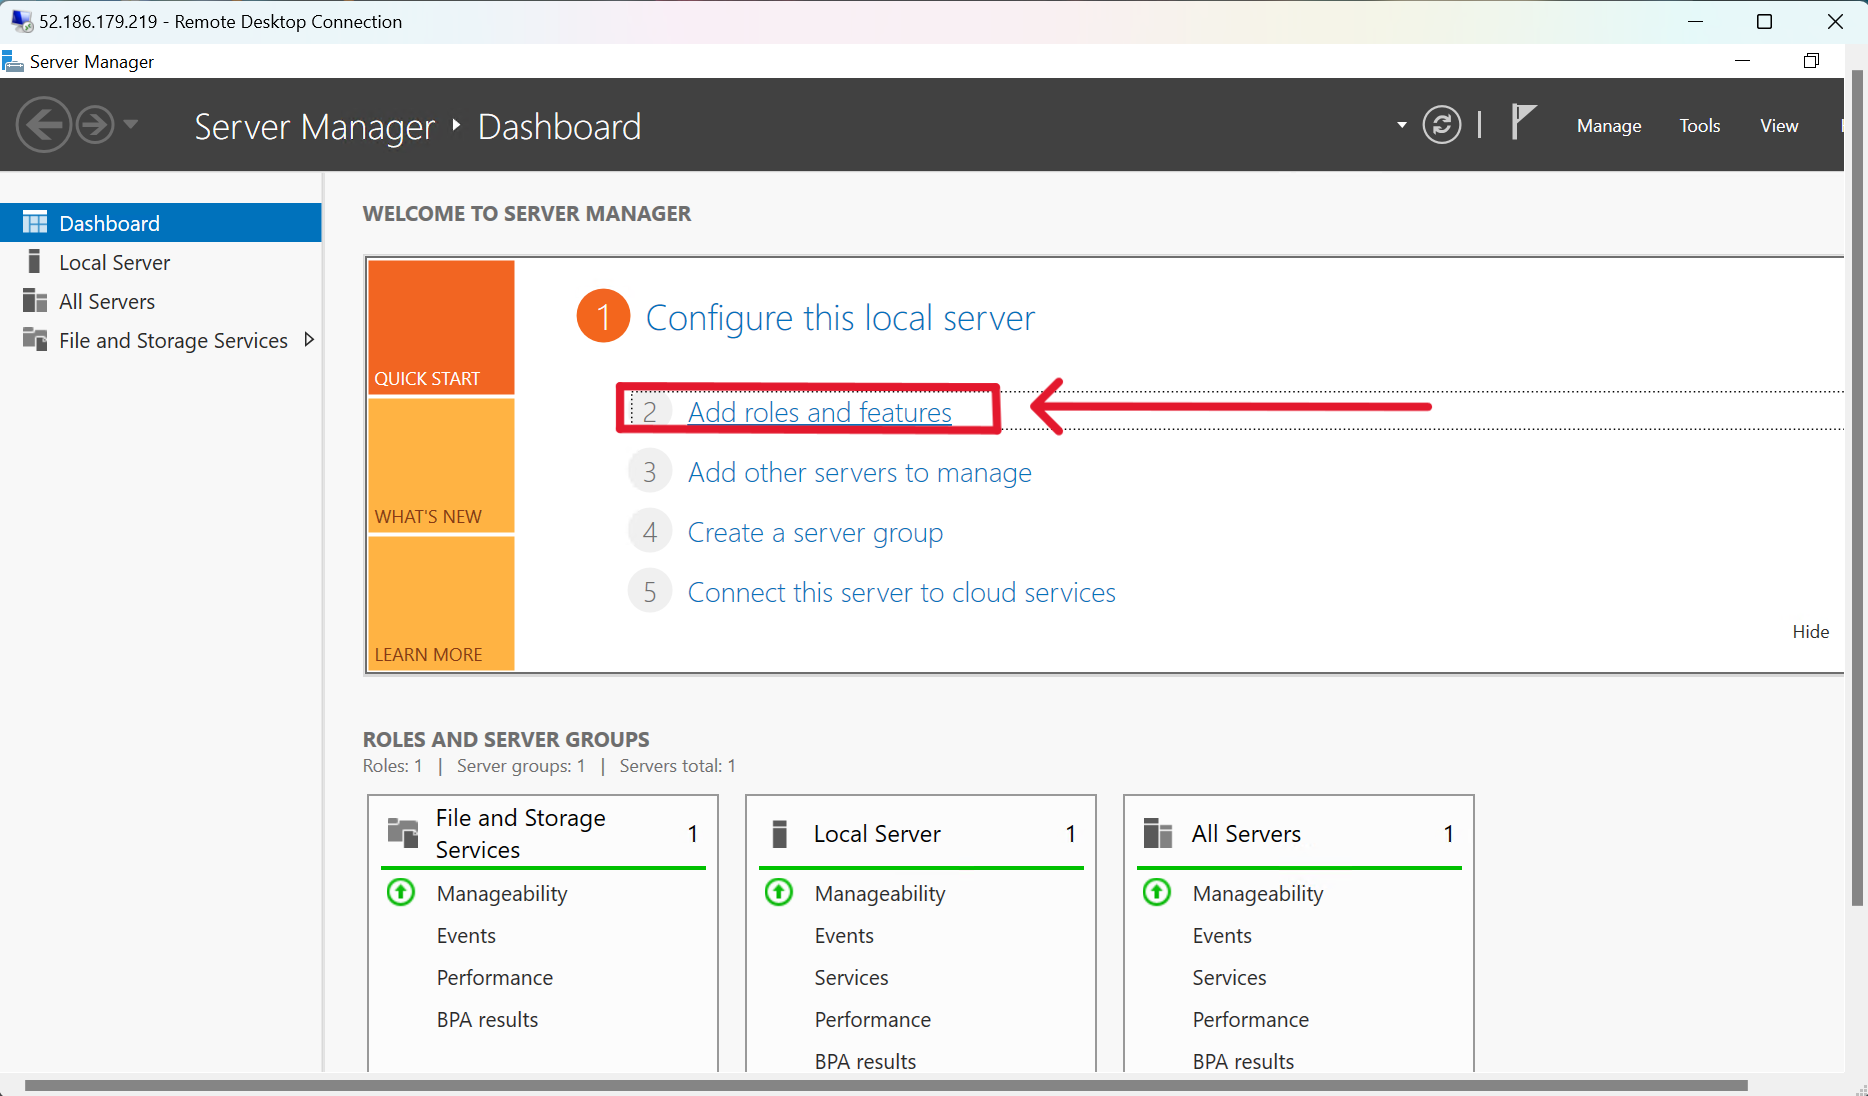 52.186.179.219 - Remote Desktop Connection
Server Manager
Server Manager Dashboard
Manage Tools View
Dashboard
Local Server
All Servers
File and Storage Services
WELCOME TO SERVER MANAGER
QUICK START
WHAT'S NEW
LEARN MORE
1 Configure this local server
2 Add roles and features
3 Add other servers to manage
4 Create a server group
5 Connect this server to cloud services
Hide
ROLES AND SERVER GROUPS
Roles: 1 | Server groups: 1 | Servers total: 1
File and Storage
Services 1
Manageability
Events
Performance
BPA results
Local Server 1
Manageability
Events
Services
Performance
BPA results
All Servers 1
Manageability
Events
Services
Performance
BPA results